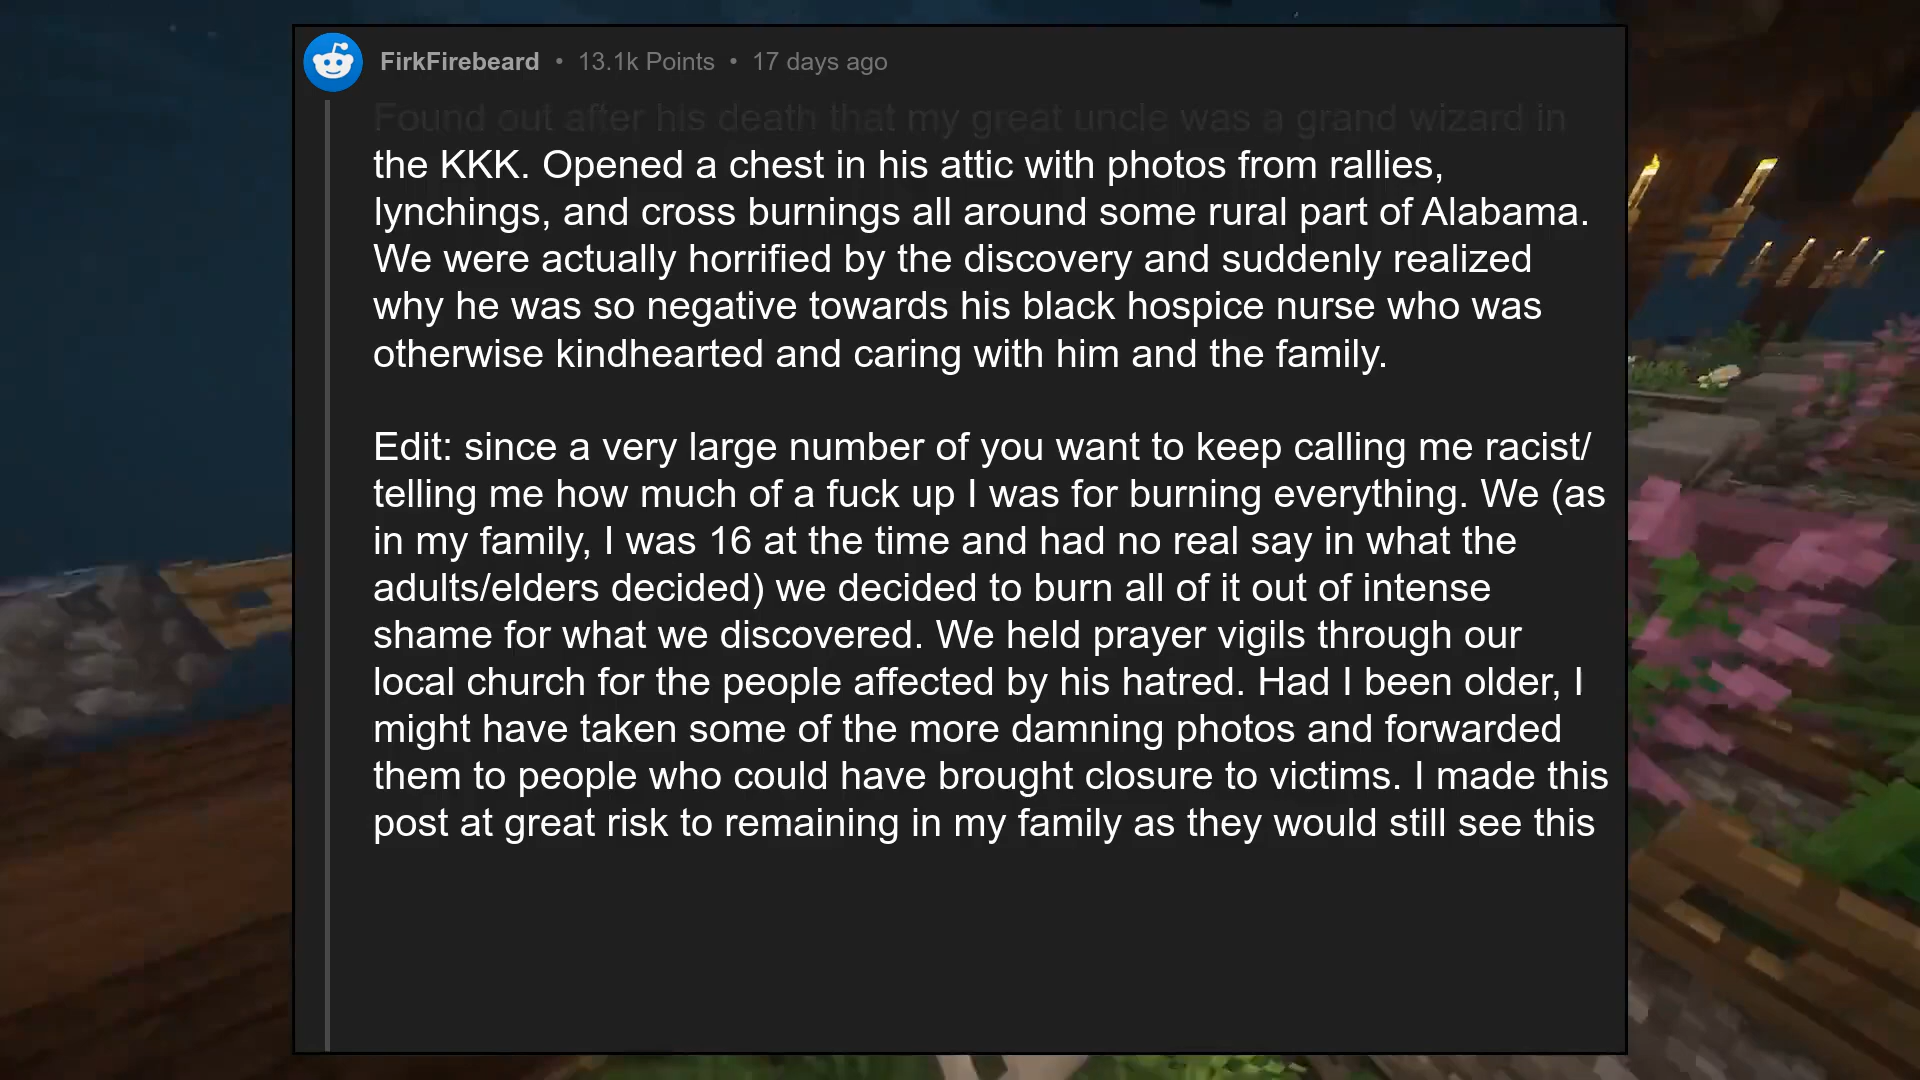 FirkFirebeard • 13.1k Points • 17 days ago
Found out after his death that my great uncle was a grand wizard in
the KKK. Opened a chest in his attic with photos from rallies,
lynchings, and cross burnings all around some rural part of Alabama.
We were actually horrified by the discovery and suddenly realized
why he was so negative towards his black hospice nurse who was
otherwise kindhearted and caring with him and the family.
Edit: since a very large number of you want to keep calling me racist/
telling me how much of a fuck up I was for burning everything. We (as
in my family, I was 16 at the time and had no real say in what the
adults/elders decided) we decided to burn all of it out of intense
shame for what we discovered. We held prayer vigils through our
local church for the people affected by his hatred. Had I been older, I
might have taken some of the more damning photos and forwarded
them to people who could have brought closure to victims. I made this
post at great risk to remaining in my family as they would still see this